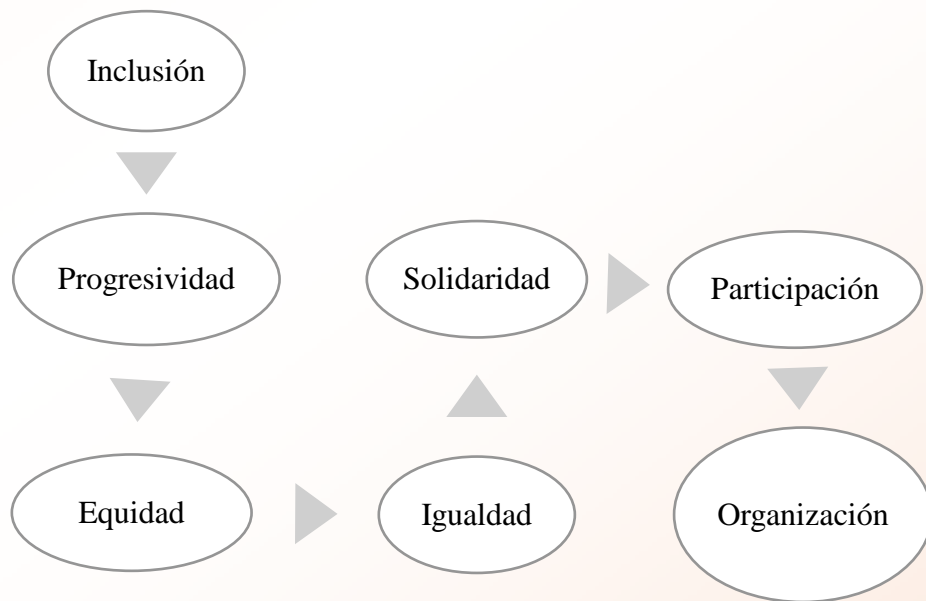 Inclusión
Progresividad
Equidad
Igualdad
Solidaridad
Participación
Organización